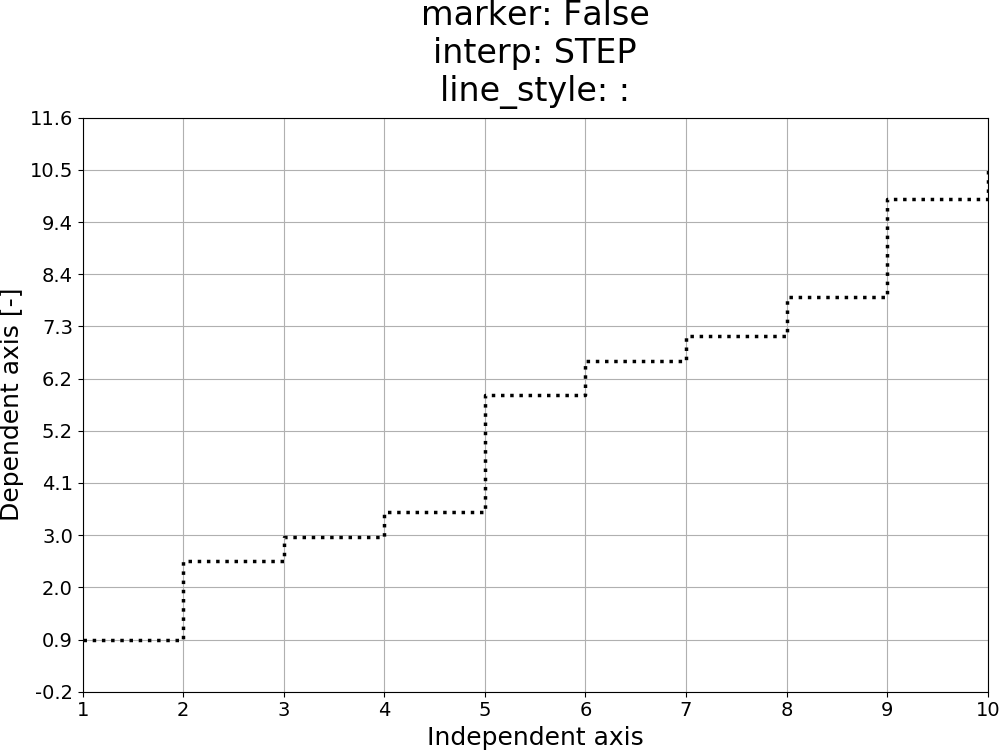 marker: False
interp: STEP
line_style: :
11.6
10.5
9.4
8.4
7.3
6.2
5.2
4.1
3.0
2.0
0.9
-0.2
Dependent axis [-]
1 2 3 4 5 6 7 8 9 10
Independent axis